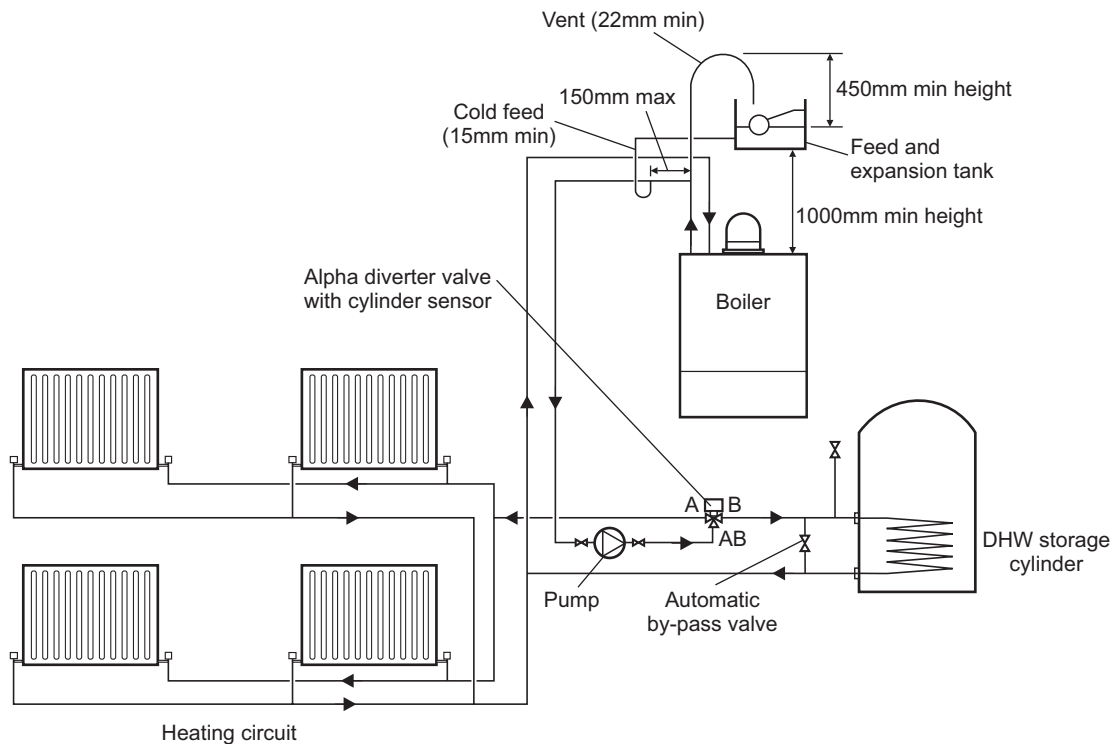 Vent (22mm min)
450mm min height
150mm max
Cold feed
(15mm min)
Feed and
expansion tank
1000mm min height
Alpha diverter valve
with cylinder sensor
Boiler
A
B
AB
DHW storage
cylinder
Pump
Automatic
by-pass valve
Heating circuit